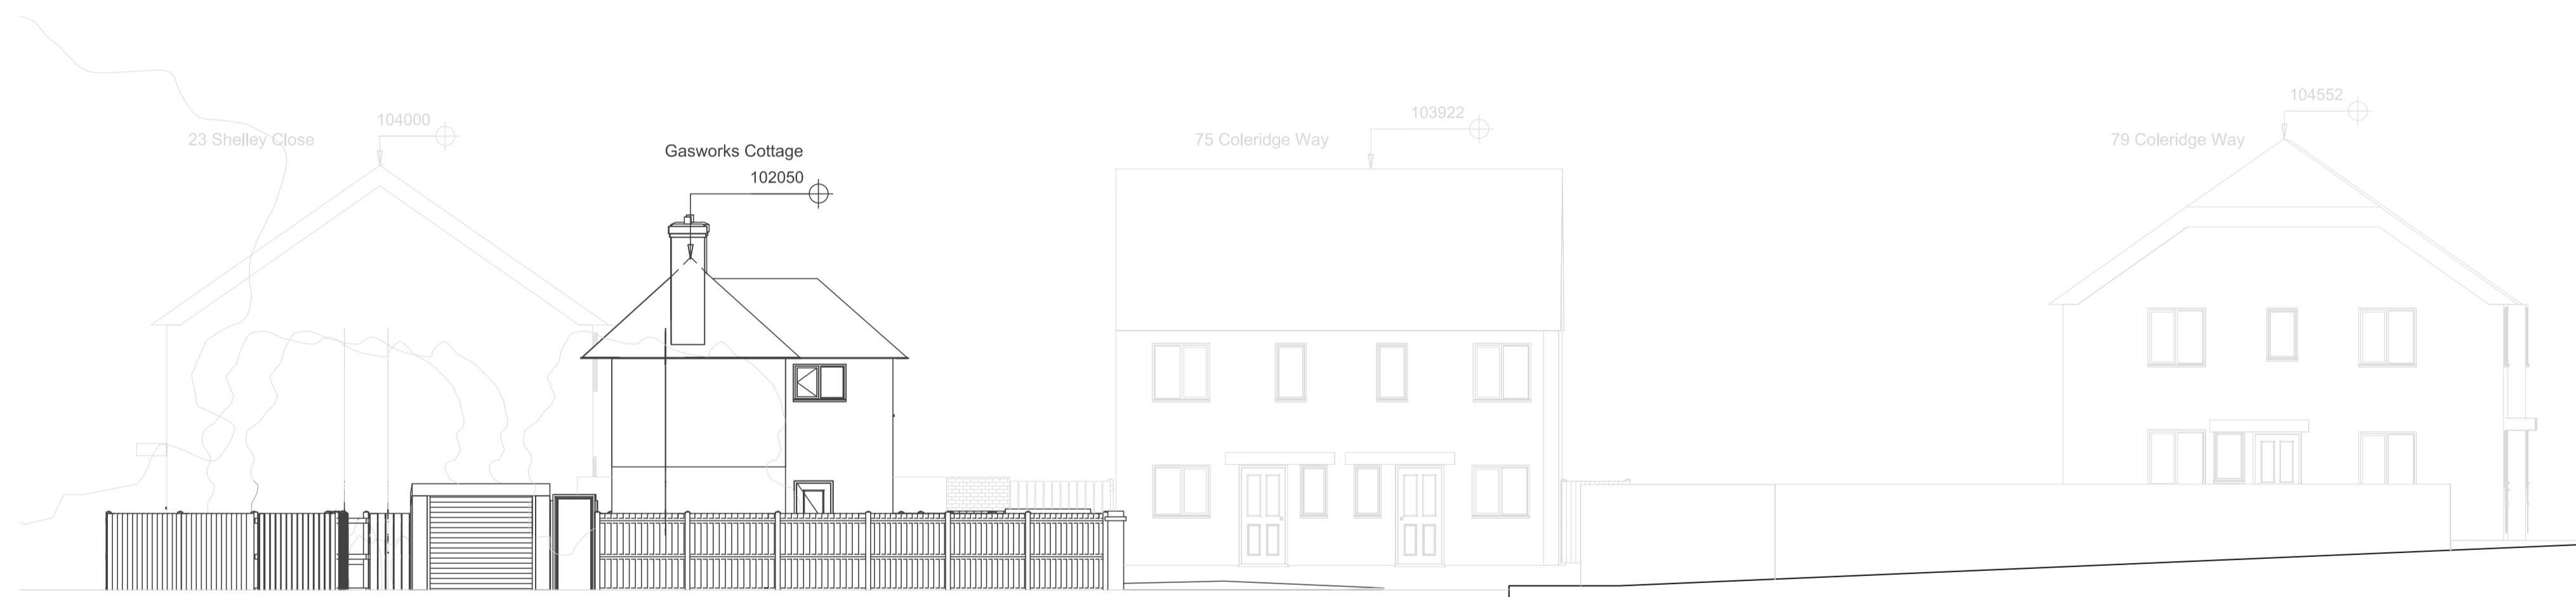 23 Shelley Close
104000
Gasworks Cottage
102050
75 Coleridge Way
103922
79 Coleridge Way
104552